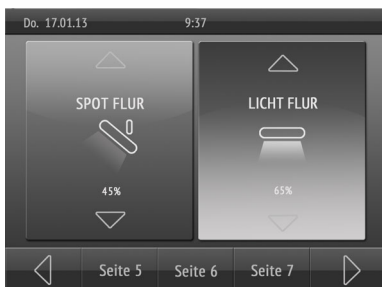 Do. 17.01.13 9:37
SPOT FLUR
LICHT FLUR
45%
65%
Seite 5 Seite 6 Seite 7